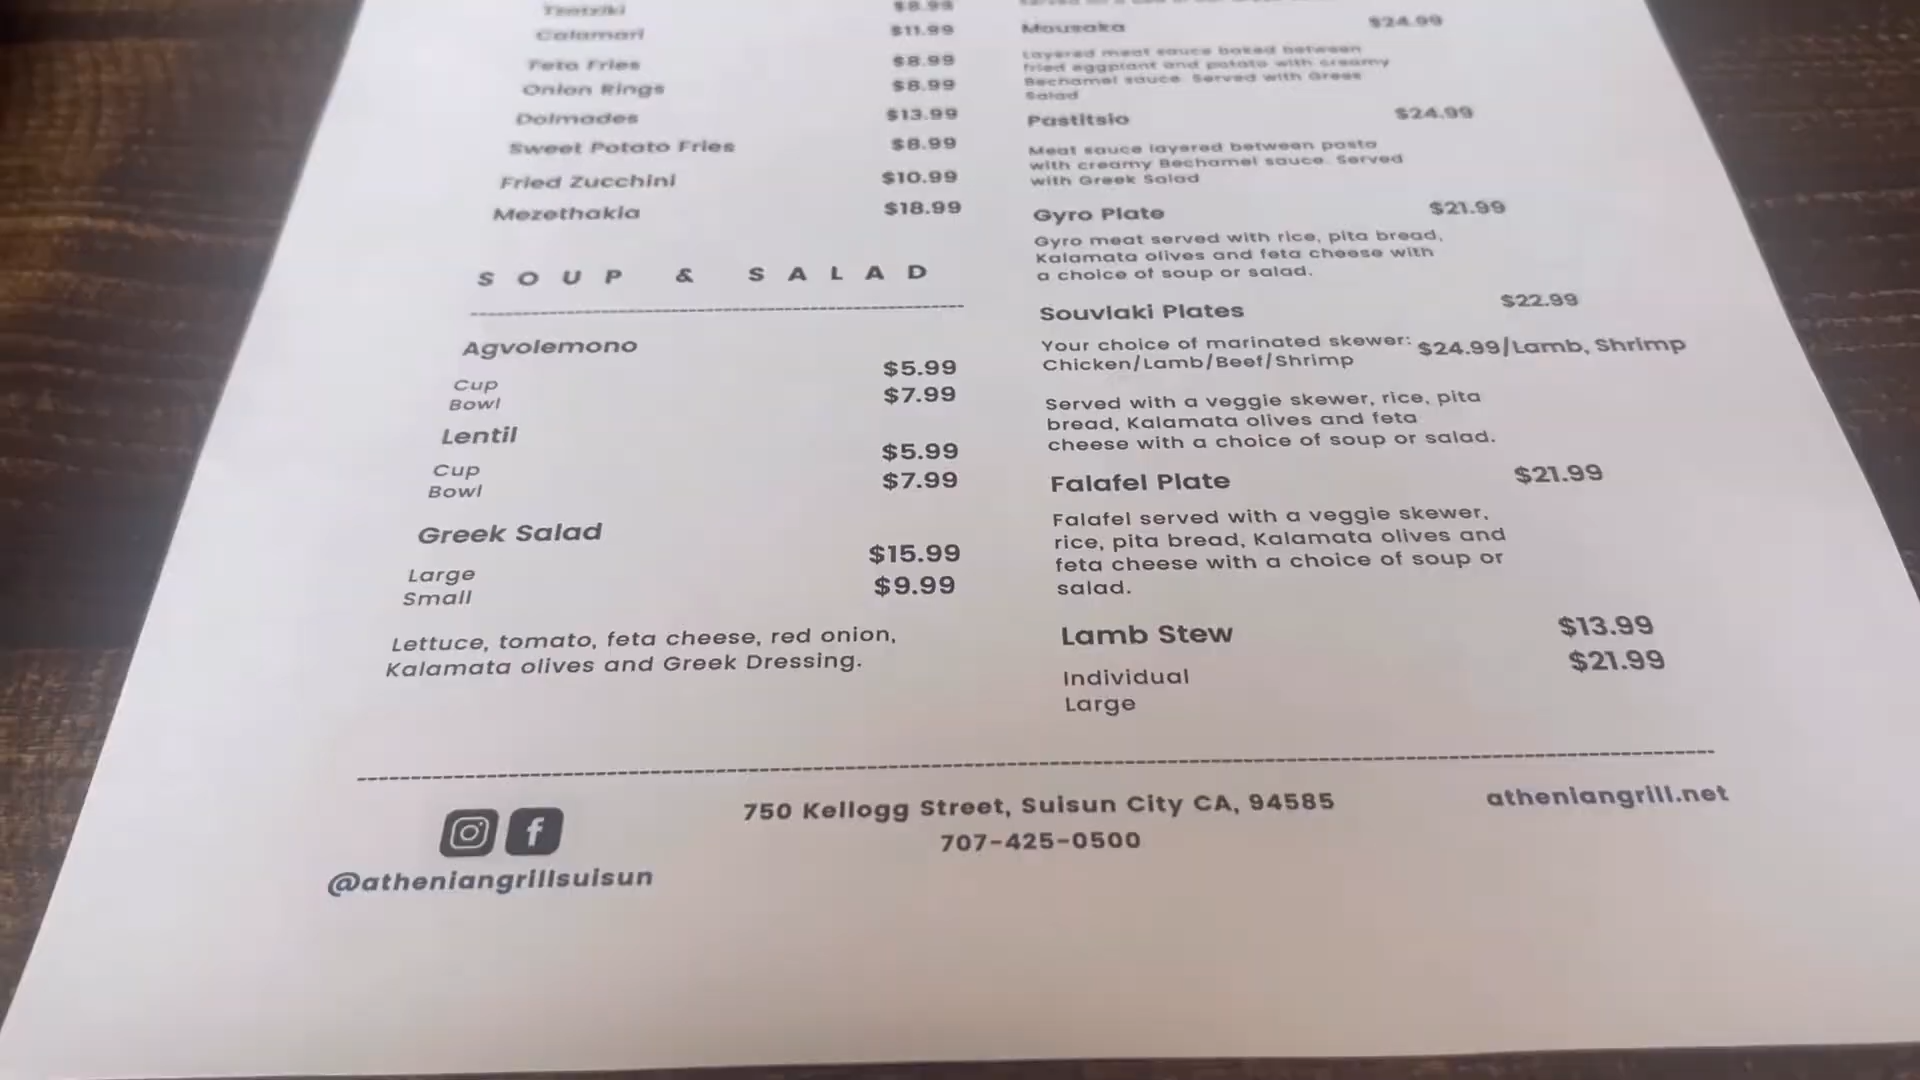 Tzatziki $8.99
Calamari $11.99
Feta Fries $8.99
Onion Rings $8.99
Dolmades $13.99
Sweet Potato Fries $8.99
Fried Zucchini $10.99
Mezethakia $18.99
SOUP & SALAD
Agvolemono
Cup $5.99
Bowl $7.99
Lentil
Cup $5.99
Bowl $7.99
Greek Salad
Large $15.99
Small $9.99
Lettuce, tomato, feta cheese, red onion,
Kalamata olives and Greek Dressing.
Mousaka $24.99
Layered meat sauce baked between
fried eggplant and potato with creamy
Bechamel sauce. Served with Greek
Salad
Pastitsio $24.99
Meat sauce layered between pasta
with creamy Bechamel sauce. Served
with Greek Salad
Gyro Plate $21.99
Gyro meat served with rice, pita bread,
Kalamata olives and feta cheese with
a choice of soup or salad.
Souvlaki Plates $22.99
Your choice of marinated skewer: $24.99/Lamb, Shrimp
Chicken/Lamb/Beef/Shrimp
Served with a veggie skewer, rice, pita
bread, Kalamata olives and feta
cheese with a choice of soup or salad.
Falafel Plate $21.99
Falafel served with a veggie skewer,
rice, pita bread, Kalamata olives and
feta cheese with a choice of soup or
salad.
Lamb Stew
Individual $13.99
Large $21.99
@atheniangrillsuisun
750 Kellogg Street, Suisun City CA, 94585
707-425-0500
atheniangrill.net